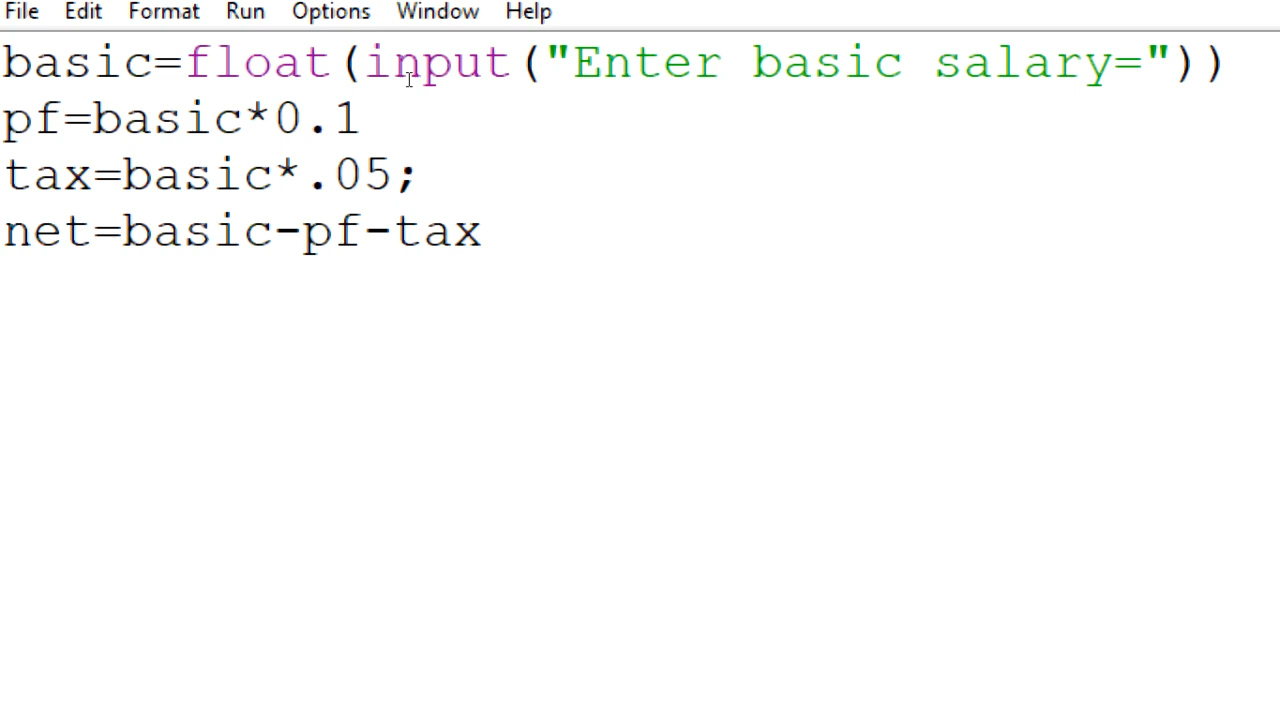 File Edit Format Run Options Window Help
basic=float(input("Enter basic salary="))
pf=basic*0.1
tax=basic*.05;
net=basic-pf-tax